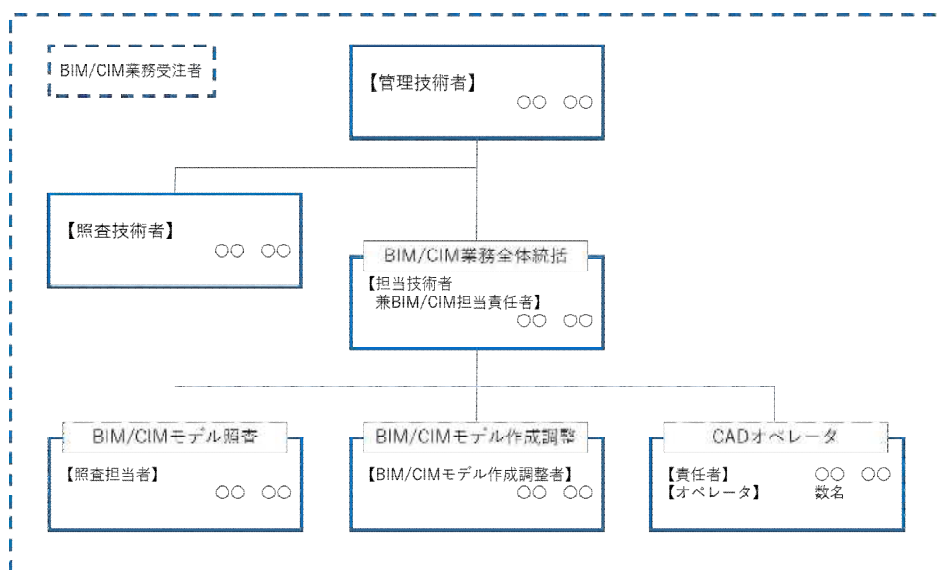 BIM/CIM業務受注者
【管理技術者】
○○ ○○
【照査技術者】
○○ ○○
BIM/CIM業務全体統括
【担当技術者
兼BIM/CIM担当責任者】
○○ ○○
BIM/CIMモデル照査
【照査担当者】
○○ ○○
BIM/CIMモデル作成調整
【BIM/CIMモデル作成調整者】
○○ ○○
CADオペレータ
【責任者】 ○○ ○○
【オペレータ】 数名